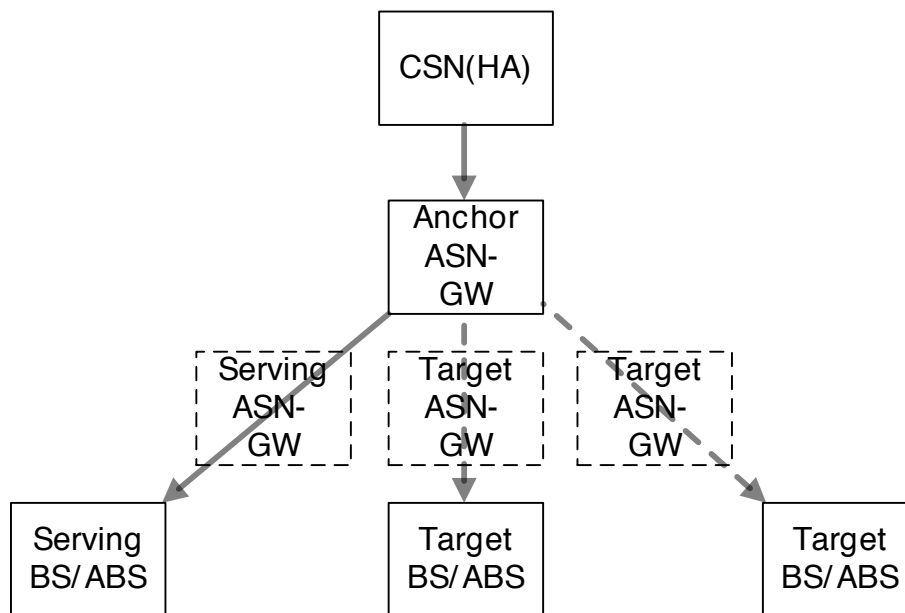 CSN(HA)
Anchor
ASN-
GW
Serving
ASN-
GW
Target
ASN-
GW
Target
ASN-
GW
Serving
BS/ABS
Target
BS/ABS
Target
BS/ABS